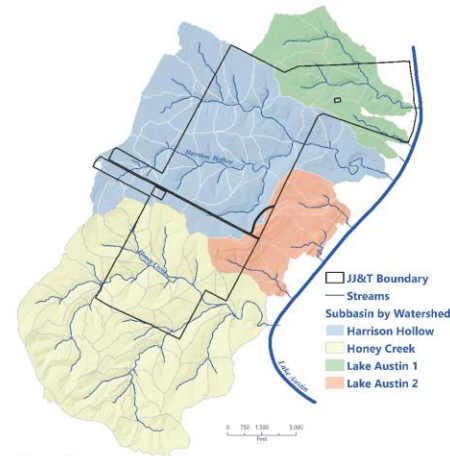 Harrison Hollow
Honey Creek
JJ&T Boundary
Streams
Subbasin by Watershed
Harrison Hollow
Honey Creek
Lake Austin 1
Lake Austin 2
Lake Austin
0 750 1,500 3,000
Feet